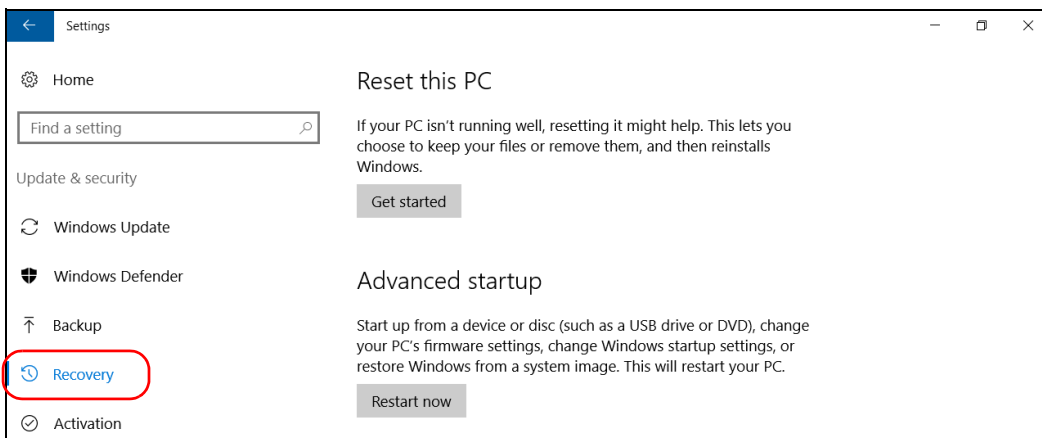 Settings
Home
Find a setting
Update & security
Windows Update
Windows Defender
Backup
Recovery
Activation
Reset this PC
If your PC isn’t running well, resetting it might help. This lets you
choose to keep your files or remove them, and then reinstalls
Windows.
Get started
Advanced startup
Start up from a device or disc (such as a USB drive or DVD), change
your PC’s firmware settings, change Windows startup settings, or
restore Windows from a system image. This will restart your PC.
Restart now